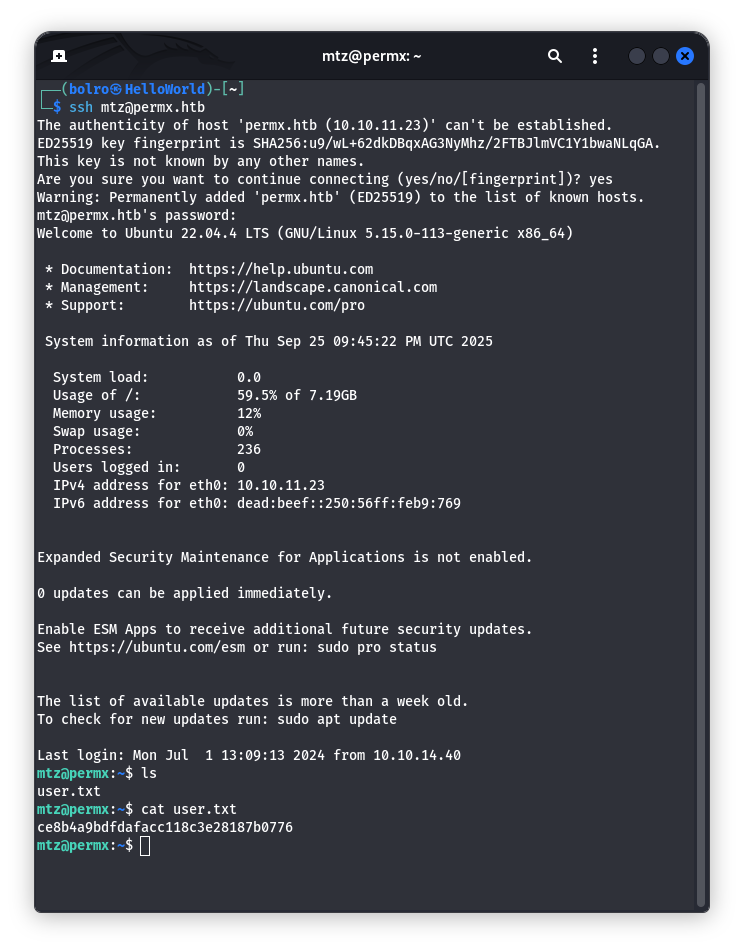 mtz@permx: ~
┌──(bolro㉿HelloWorld)-[~]
└─$ ssh mtz@permx.htb
The authenticity of host 'permx.htb (10.10.11.23)' can't be established.
ED25519 key fingerprint is SHA256:u9/wL+62dkDBqxAG3NyMhz/2FTBJlmVC1Y1bwaNLqGA.
This key is not known by any other names.
Are you sure you want to continue connecting (yes/no/[fingerprint])? yes
Warning: Permanently added 'permx.htb' (ED25519) to the list of known hosts.
mtz@permx.htb's password:
Welcome to Ubuntu 22.04.4 LTS (GNU/Linux 5.15.0-113-generic x86_64)
* Documentation:  https://help.ubuntu.com
* Management:     https://landscape.canonical.com
* Support:        https://ubuntu.com/pro
System information as of Thu Sep 25 09:45:22 PM UTC 2025
System load:           0.0
Usage of /:            59.5% of 7.19GB
Memory usage:          12%
Swap usage:            0%
Processes:             236
Users logged in:       0
IPv4 address for eth0: 10.10.11.23
IPv6 address for eth0: dead:beef::250:56ff:feb9:769
Expanded Security Maintenance for Applications is not enabled.
0 updates can be applied immediately.
Enable ESM Apps to receive additional future security updates.
See https://ubuntu.com/esm or run: sudo pro status
The list of available updates is more than a week old.
To check for new updates run: sudo apt update
Last login: Mon Jul  1 13:09:13 2024 from 10.10.14.40
mtz@permx:~$ ls
user.txt
mtz@permx:~$ cat user.txt
ce8b4a9bdfdafacc118c3e28187b0776
mtz@permx:~$